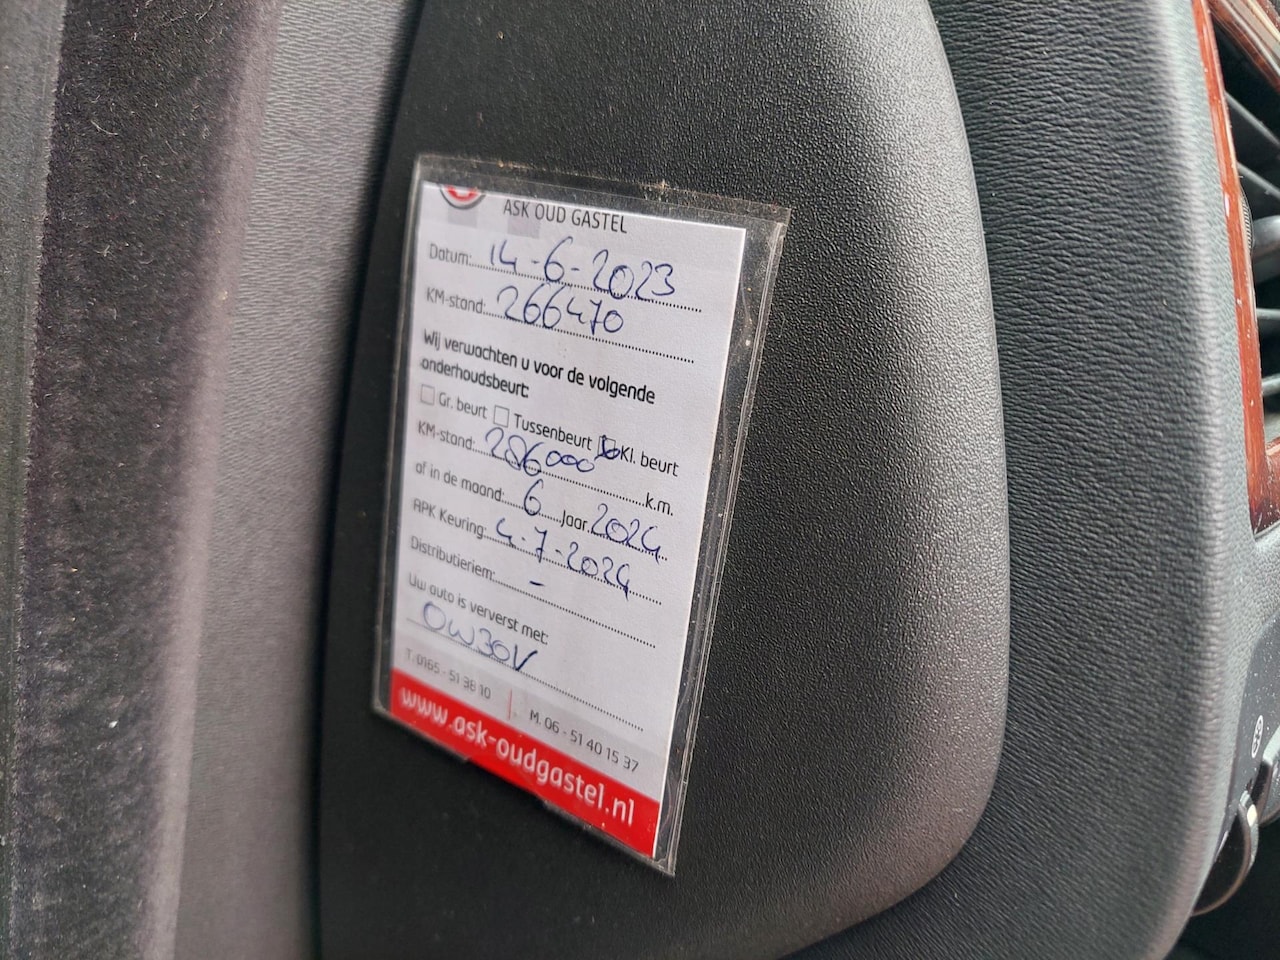 ASK OUD GASTEL
Datum: 14-6-2023
KM-stand: 266470
Wij verwachten u voor de volgende
onderhoudsbeurt:
Gr. beurt Tussenbeurt Kl. beurt
KM-stand: 286000 k.m.
of in de maand: 6 Jaar 2024
APK Keuring: 4-7-2024
Distributieriem: -
Uw auto is ververst met:
0W30V
T. 0165 - 51 38 10 M. 06 - 51 40 15 37
www.ask-oudgastel.nl